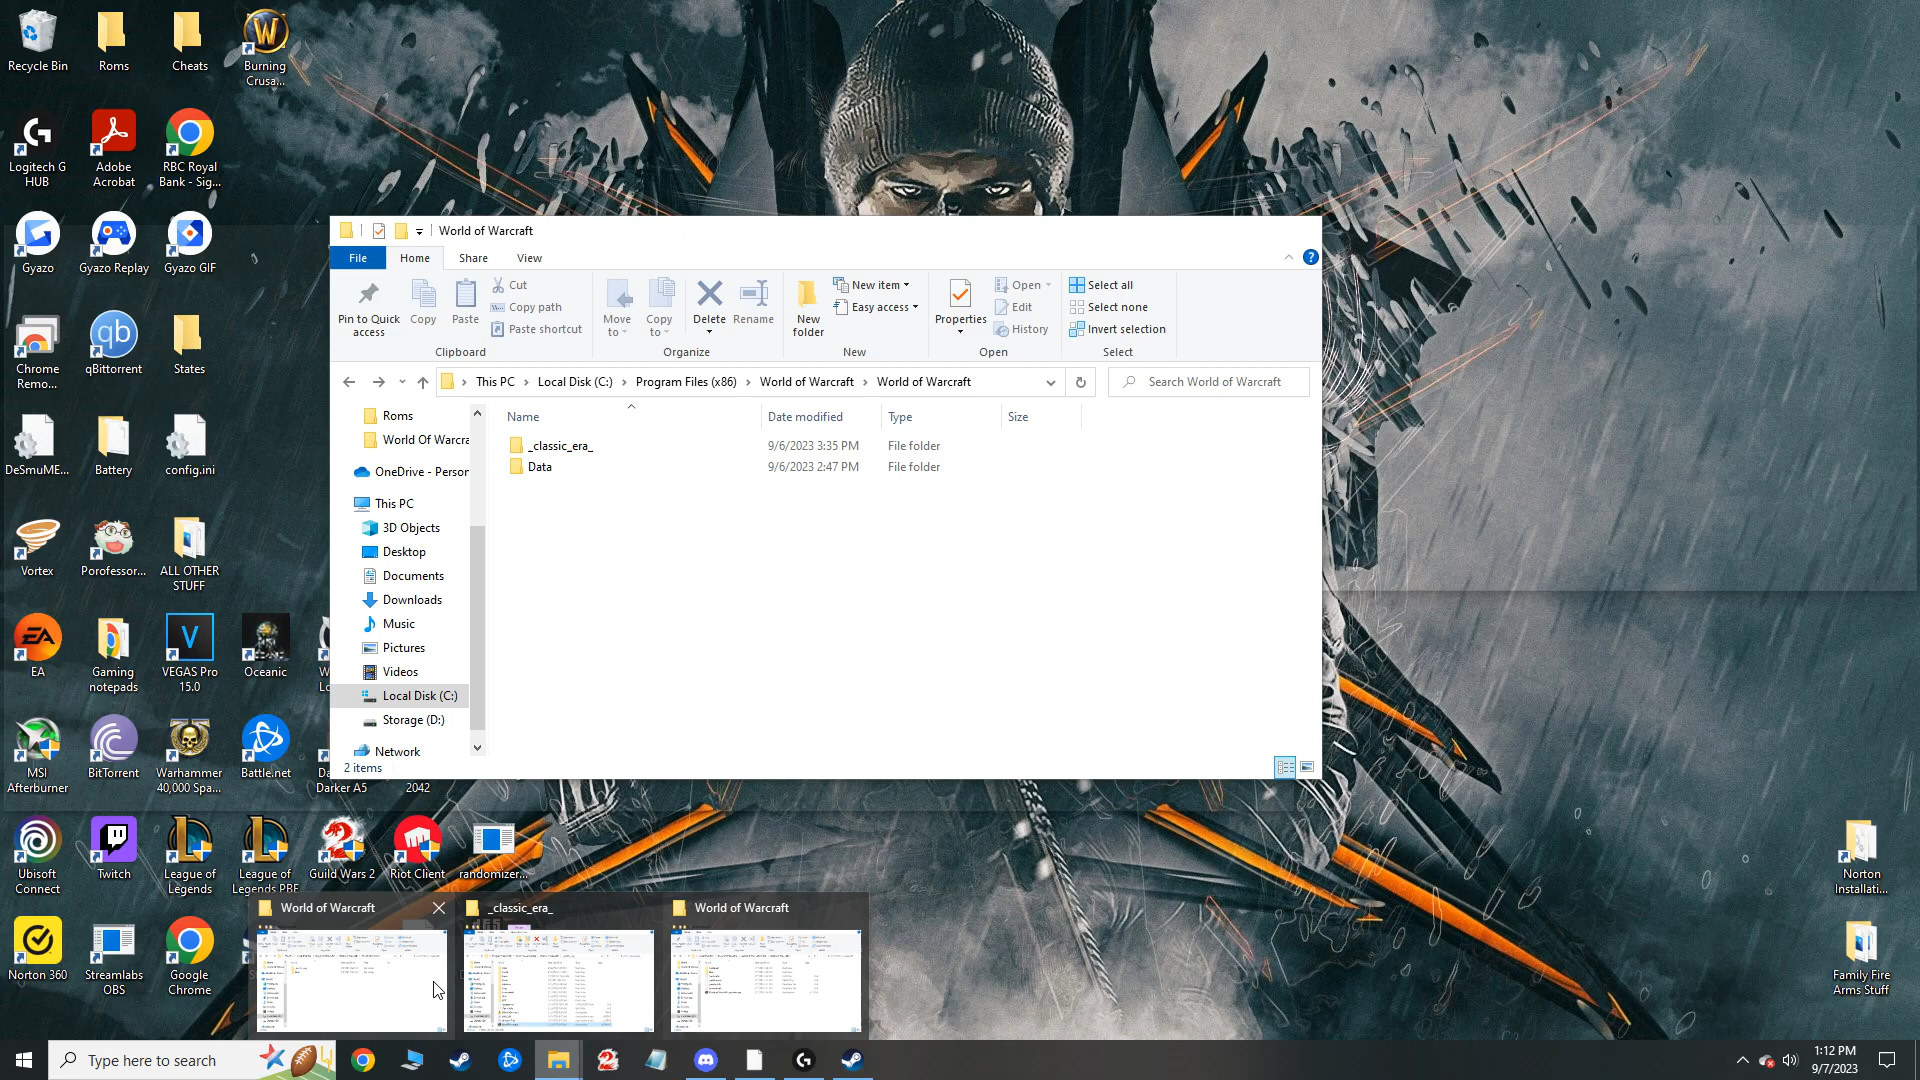 Recycle Bin
Roms
Cheats
Burning
Crusa...
Logitech G
HUB
Adobe
Acrobat
RBC Royal
Bank - Sig...
Gyazo
Gyazo Replay
Gyazo GIF
Chrome
Remo...
qBittorrent
States
DeSmuME...
Battery
config.ini
Vortex
Porofessor...
ALL OTHER
STUFF
EA
Gaming
notepads
VEGAS Pro
15.0
Oceanic
MSI
Afterburner
BitTorrent
Warhammer
40,000 Spa...
Battle.net
Darker A5
2042
Ubisoft
Connect
Twitch
League of
Legends
League of
Legends PBE
Guild Wars 2
Riot Client
randomizer...
Norton 360
Streamlabs
OBS
Google
Chrome
Norton
Installati...
Family Fire
Arms Stuff
World of Warcraft
File
Home
Share
View
Pin to Quick
access
Copy
Paste
Cut
Copy path
Paste shortcut
Clipboard
Move
to
Copy
to
Delete
Rename
Organize
New
folder
New item
Easy access
New
Properties
Open
Edit
History
Open
Select all
Select none
Invert selection
Select
This PC
Local Disk (C:)
Program Files (x86)
World of Warcraft
World of Warcraft
Search World of Warcraft
Roms
World Of Warcra
OneDrive - Person
This PC
3D Objects
Desktop
Documents
Downloads
Music
Pictures
Videos
Local Disk (C:)
Storage (D:)
Network
Name
Date modified
Type
Size
_classic_era_
9/6/2023 3:35 PM
File folder
Data
9/6/2023 2:47 PM
File folder
2 items
World of Warcraft
_classic_era_
World of Warcraft
Type here to search
1:12 PM
9/7/2023